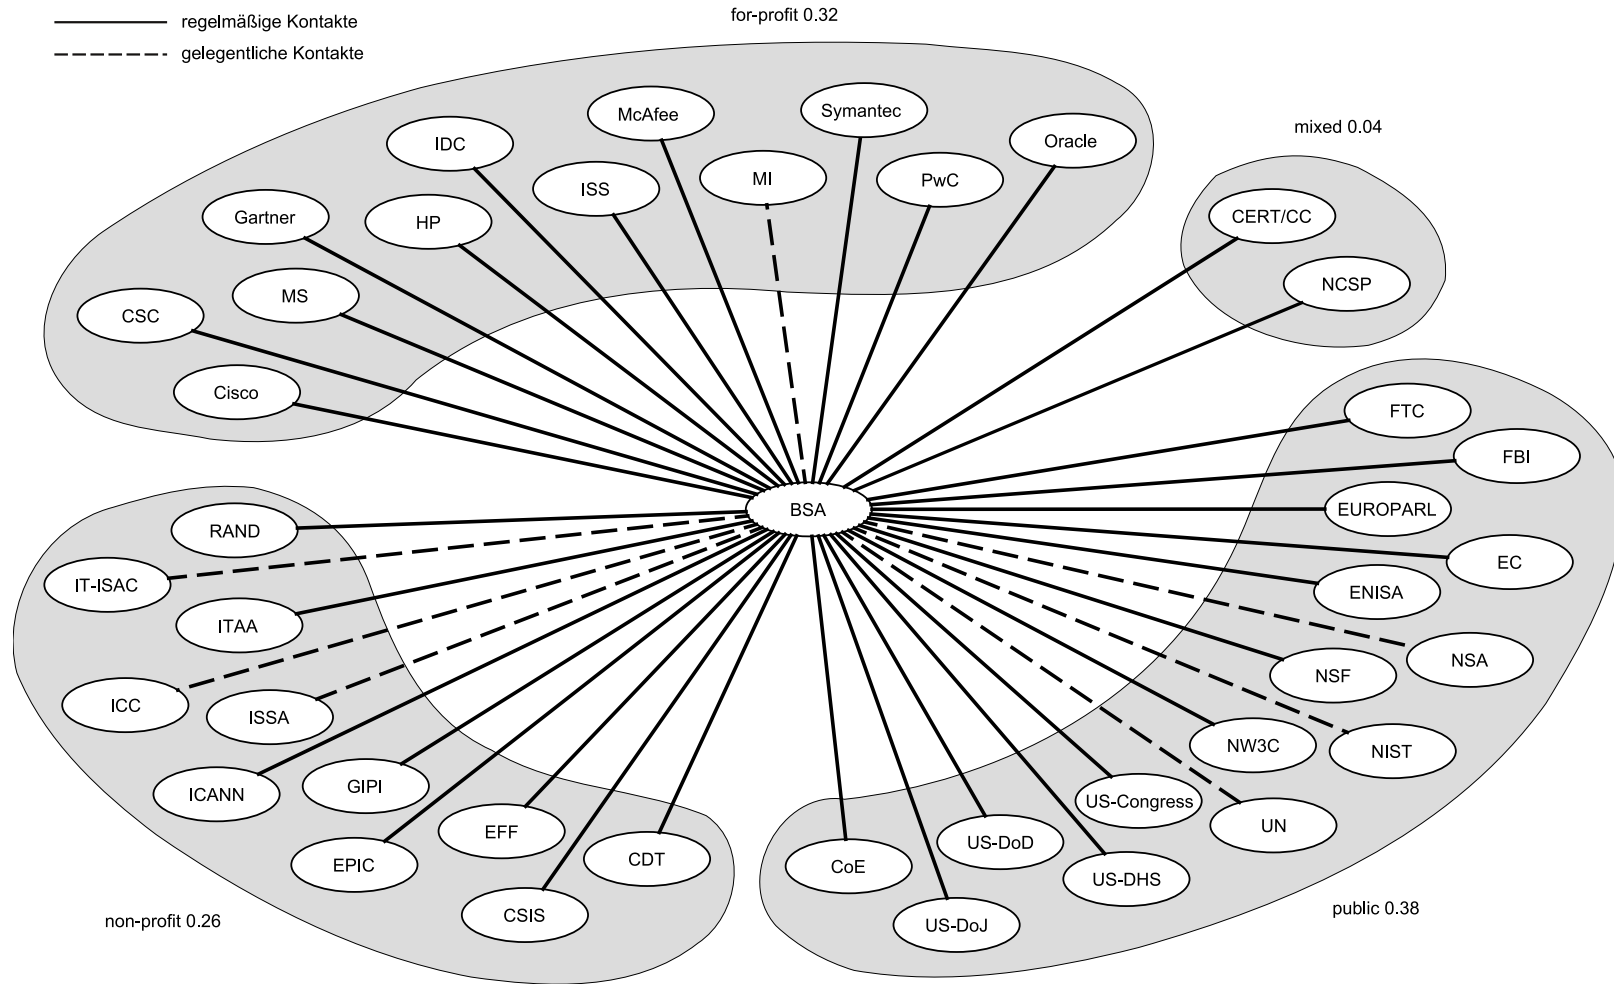 regelmäßige Kontakte
gelegentliche Kontakte
for-profit 0.32
McAfee
Symantec
IDC
Oracle
mixed 0.04
ISS
MI
PwC
Gartner
HP
CERT/CC
MS
NCSP
CSC
Cisco
FTC
FBI
BSA
EUROPARL
RAND
EC
IT-ISAC
ENISA
ITAA
NSA
NSF
ICC
ISSA
NW3C
NIST
ICANN
GIPI
US-Congress
UN
EFF
US-DoD
EPIC
CDT
CoE
US-DHS
CSIS
US-DoJ
non-profit 0.26
public 0.38